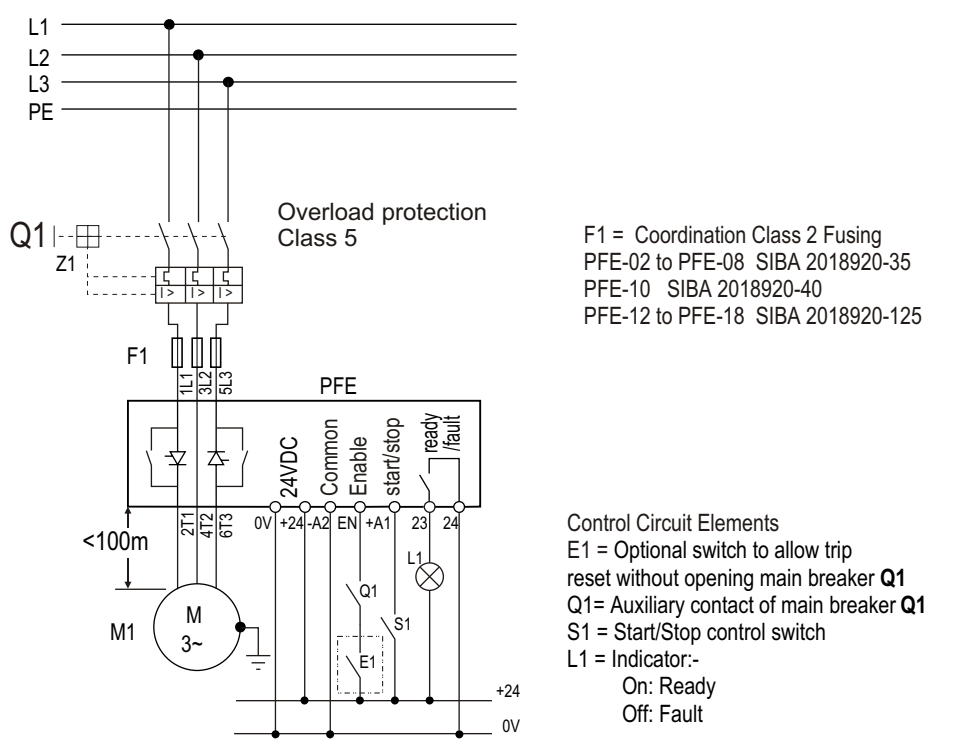 L1
L2
L3
PE
Overload protection
Class 5
Q1
Z1
I > I > I >
F1
1L1 3L2 5L3
PFE
F1 = Coordination Class 2 Fusing
PFE-02 to PFE-08 SIBA 2018920-35
PFE-10 SIBA 2018920-40
PFE-12 to PFE-18 SIBA 2018920-125
24VDC
Common
Enable
start/stop
ready
/fault
2T1 4T2 6T3
0V +24 -A2 EN +A1 23 24
<100m
L1
Q1
S1
E1
M1
M
3~
+24
0V
Control Circuit Elements
E1 = Optional switch to allow trip
reset without opening main breaker Q1
Q1= Auxiliary contact of main breaker Q1
S1 = Start/Stop control switch
L1 = Indicator:-
On: Ready
Off: Fault